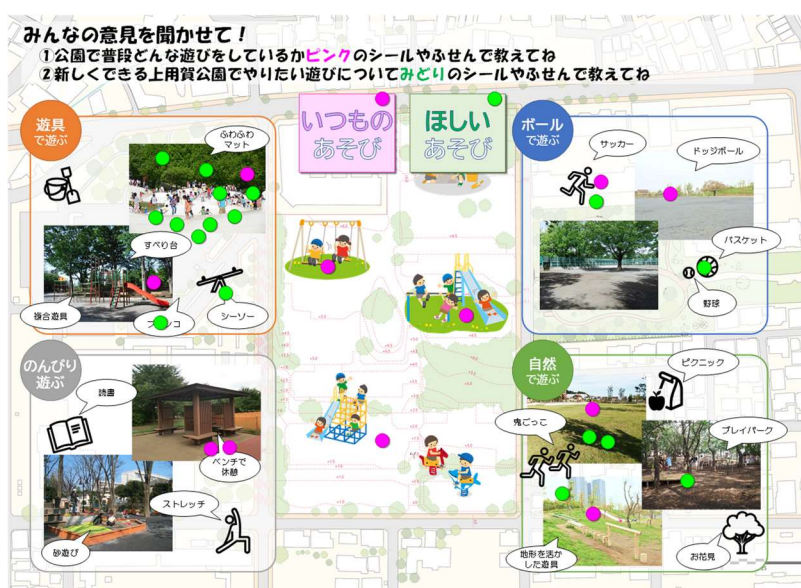 みんなの意見を聞かせて!
①公園で普段どんな遊びをしているかピンクのシールやふせんで教えてね
②新しくできる上用賀公園でやりたい遊びについてみどりのシールやふせんで教えてね
いつもの
あそび
ほしい
あそび
遊具
で遊ぶ
ふわふわ
マット
すべり台
複合遊具
シーソー
ボール
で遊ぶ
サッカー
ドッジボール
バスケット
野球
のんびり
遊ぶ
読書
ベンチで
休憩
ストレッチ
砂遊び
自然
で遊ぶ
ピクニック
鬼ごっこ
プレイパーク
地形を活か
した遊具
お花見